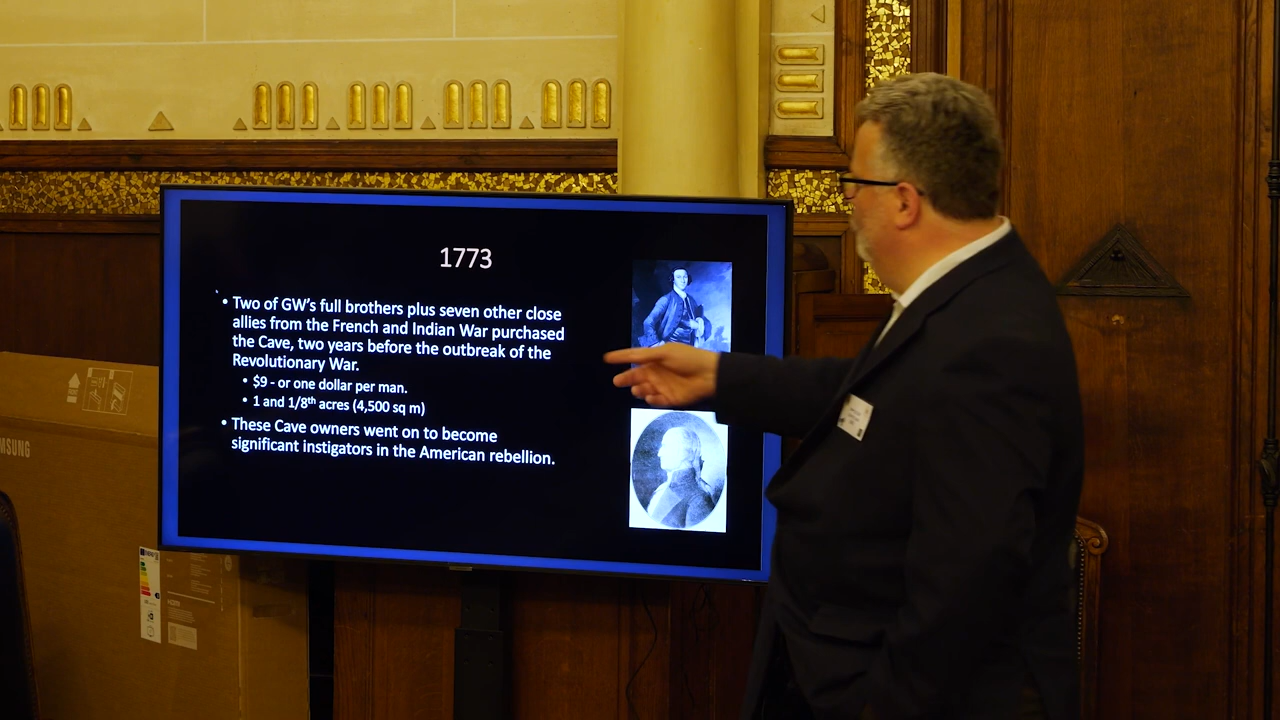 1773
• Two of GW's full brothers plus seven other close
allies from the French and Indian War purchased
the Cave, two years before the outbreak of the
Revolutionary War.
• $9 - or one dollar per man.
• 1 and 1/8th acres (4,500 sq m)
• These Cave owners went on to become
significant instigators in the American rebellion.
SAMSUNG